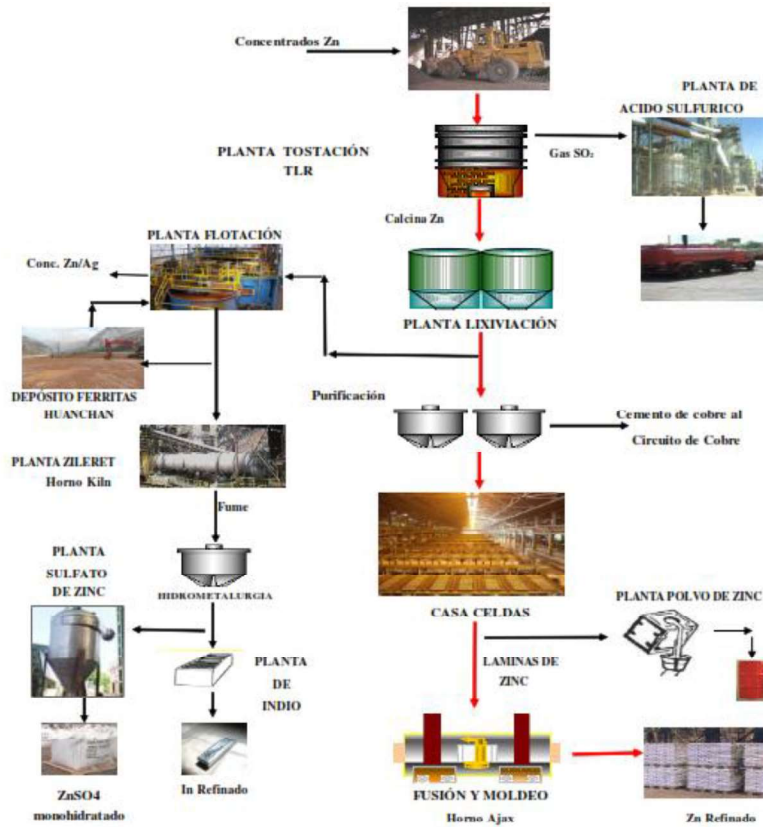 Concentrados Zn
PLANTA DE
ACIDO SULFURICO
PLANTA TOSTACIÓN
TLR
Gas SO₂
Calcina Zn
PLANTA FLOTACIÓN
Conc. Zn/Ag
PLANTA LIXIVIACIÓN
DEPÓSITO FERRITAS
HUANCHAN
Purificación
Cemento de cobre al
Circuito de Cobre
PLANTA ZILERET
Horno Kiln
Fume
PLANTA
SULFATO
DE ZINC
HIDROMETALURGIA
CASA CELDAS
PLANTA POLVO DE ZINC
LAMINAS DE
ZINC
PLANTA
DE
INDIO
ZnSO4
monohidratado
In Refinado
FUSIÓN Y MOLDEO
Horno Ajax
Zn Refinado